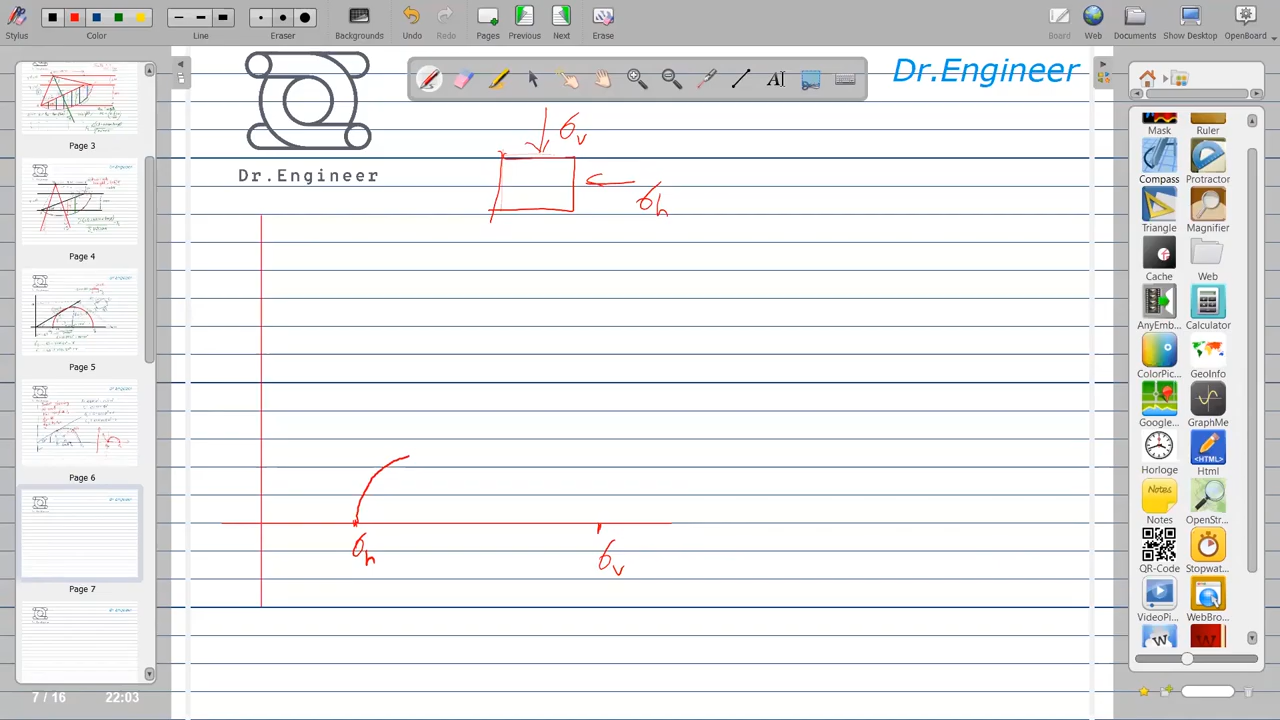 Stylus
Color
Line
Eraser
Backgrounds
Undo
Redo
Pages
Previous
Next
Erase
Board
Web
Documents
Show Desktop
OpenBoard
Dr.Engineer
Dr.Engineer
σv
σh
σh
σv
Page 3
Page 4
Page 5
Page 6
Page 7
7 / 16
22:03
Mask
Ruler
Compass
Protractor
Triangle
Magnifier
Cache
Web
AnyEmb...
Calculator
ColorPic...
GeoInfo
Google...
GraphMe
Horloge
Html
Notes
OpenStr...
QR-Code
Stopwat...
VideoPi...
WebBro...